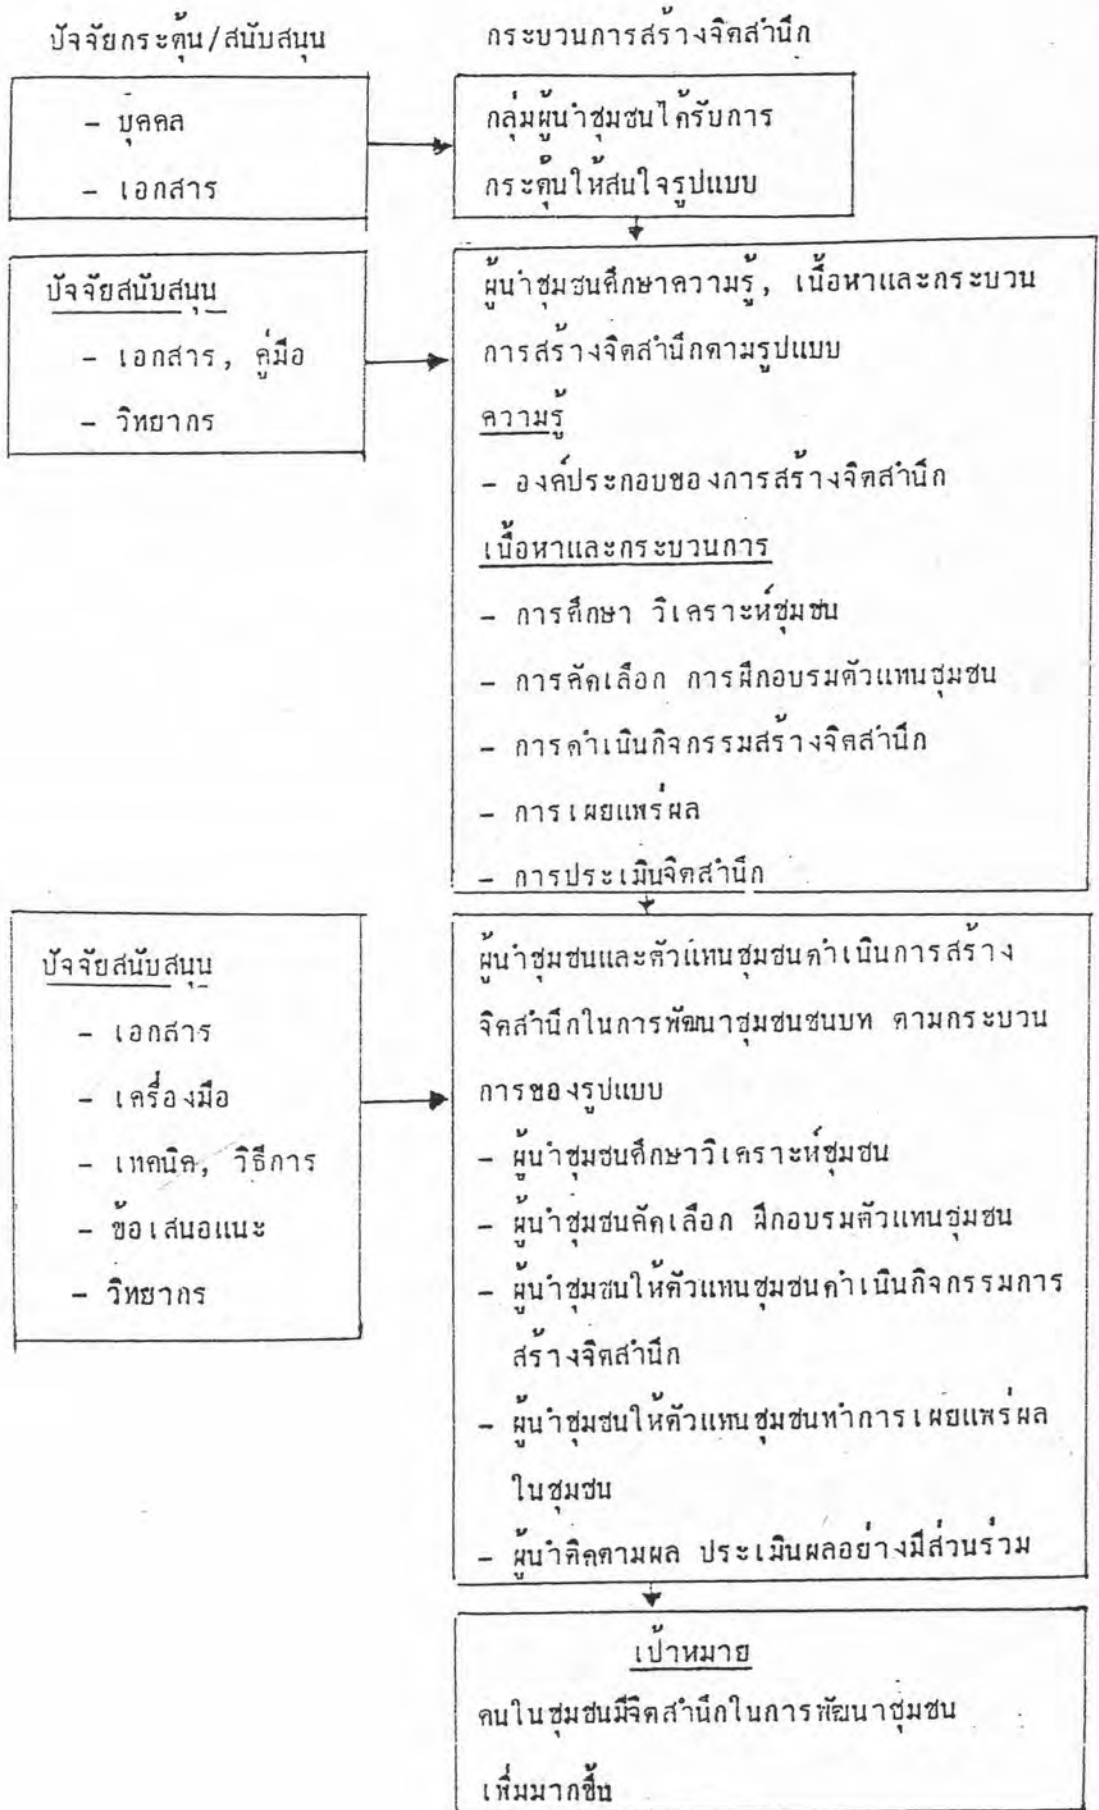 ปัจจัยกระตุ้น/สนับสนุน
กระบวนการสร้างจิตสำนึก
- บุคคล
- เอกสาร
กลุ่มผู้นำชุมชนได้รับการ
กระตุ้นให้สนใจรูปแบบ
ปัจจัยสนับสนุน
- เอกสาร, คู่มือ
- วิทยากร
ผู้นำชุมชนศึกษาความรู้, เนื้อหาและกระบวน
การสร้างจิตสำนึกตามรูปแบบ
ความรู้
- องค์ประกอบของการสร้างจิตสำนึก
เนื้อหาและกระบวนการ
- การศึกษา วิเคราะห์ชุมชน
- การคัดเลือก การฝึกอบรมตัวแทนชุมชน
- การดำเนินกิจกรรมสร้างจิตสำนึก
- การเผยแพร่ผล
- การประเมินจิตสำนึก
ปัจจัยสนับสนุน
- เอกสาร
- เครื่องมือ
- เทคนิค, วิธีการ
- ข้อเสนอแนะ
- วิทยากร
ผู้นำชุมชนและตัวแทนชุมชนดำเนินการสร้าง
จิตสำนึกในการพัฒนาชุมชนชนบท ตามกระบวน
การของรูปแบบ
- ผู้นำชุมชนศึกษาวิเคราะห์ชุมชน
- ผู้นำชุมชนคัดเลือก ฝึกอบรมตัวแทนชุมชน
- ผู้นำชุมชนให้ตัวแทนชุมชนดำเนินกิจกรรมการ
สร้างจิตสำนึก
- ผู้นำชุมชนให้ตัวแทนชุมชนทำการเผยแพร่ผล
ในชุมชน
- ผู้นำติดตามผล ประเมินผลอย่างมีส่วนร่วม
เป้าหมาย
คนในชุมชนมีจิตสำนึกในการพัฒนาชุมชน
เพิ่มมากขึ้น